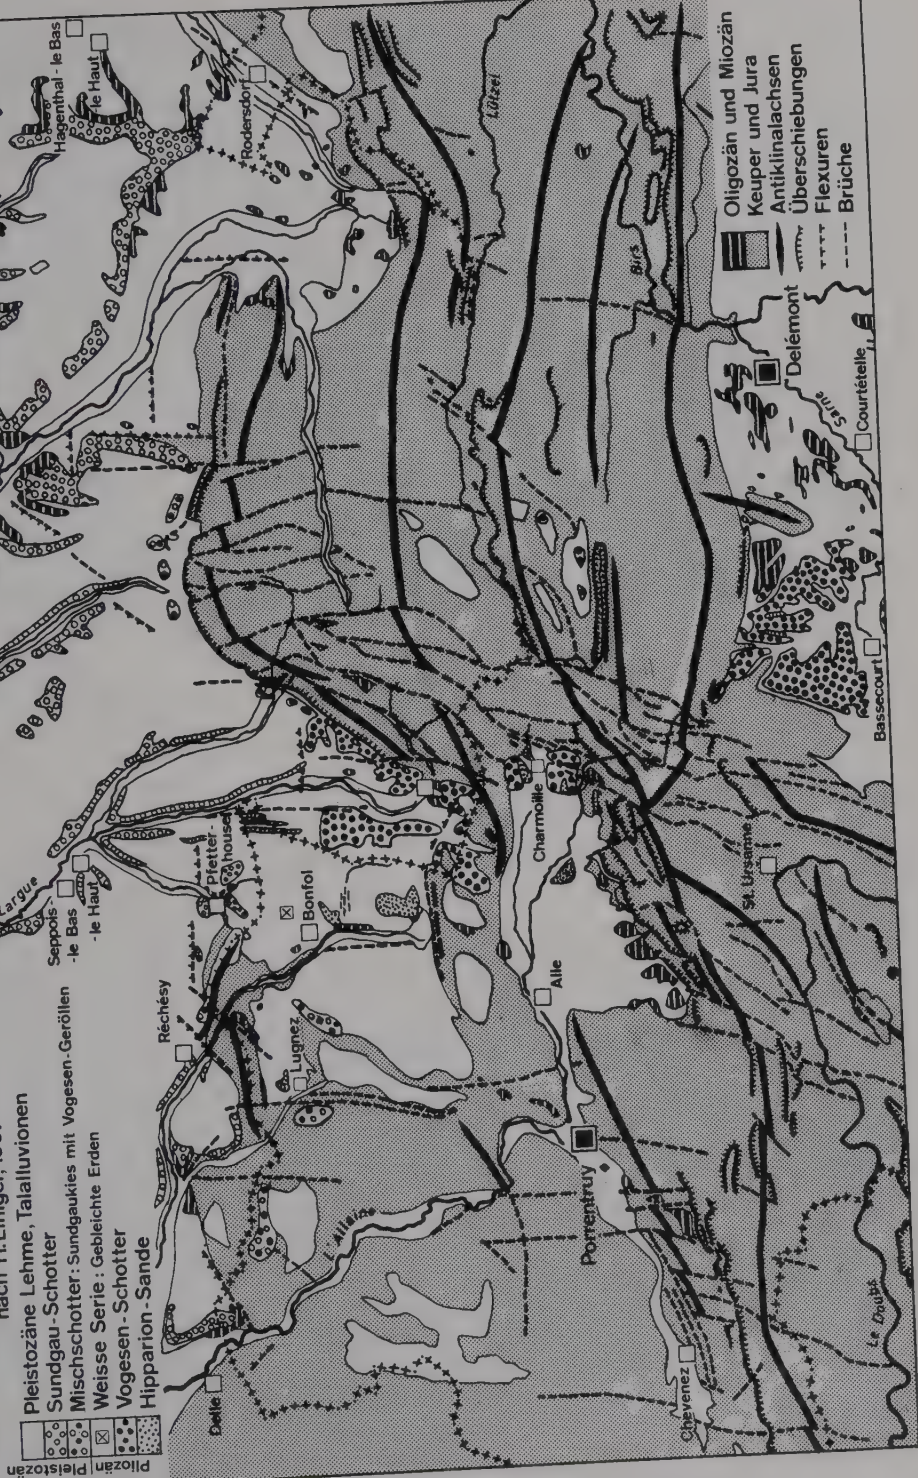 nach H. Liniger,
Pleistozäne Lehme, Talalluvionen
Sundgau-Schotter
Mischschotter: Sundgaukies mit Vogesen-Geröllen
Weisse Serie: Gebleichte Erden
Vogesen-Schotter
Hipparion-Sande
Pleistozän
Pliozän
Oligozän und Miozän
Keuper und Jura
Antiklinalachsen
Überschiebungen
Flexuren
Brüche
Largue
Seppois
-le Bas
-le Haut
Réchésy
Pfetter-
house
Bonfol
Lugnez
Delle
L'Allaine
Alle
Charmoille
Porrentruy
Chevenez
Le Doubs
St. Ursanne
Bassecourt
Courtételle
Sorne
Delémont
Birs
Lützel
Rodersdorf
Hagenthal-le Bas
-le Haut